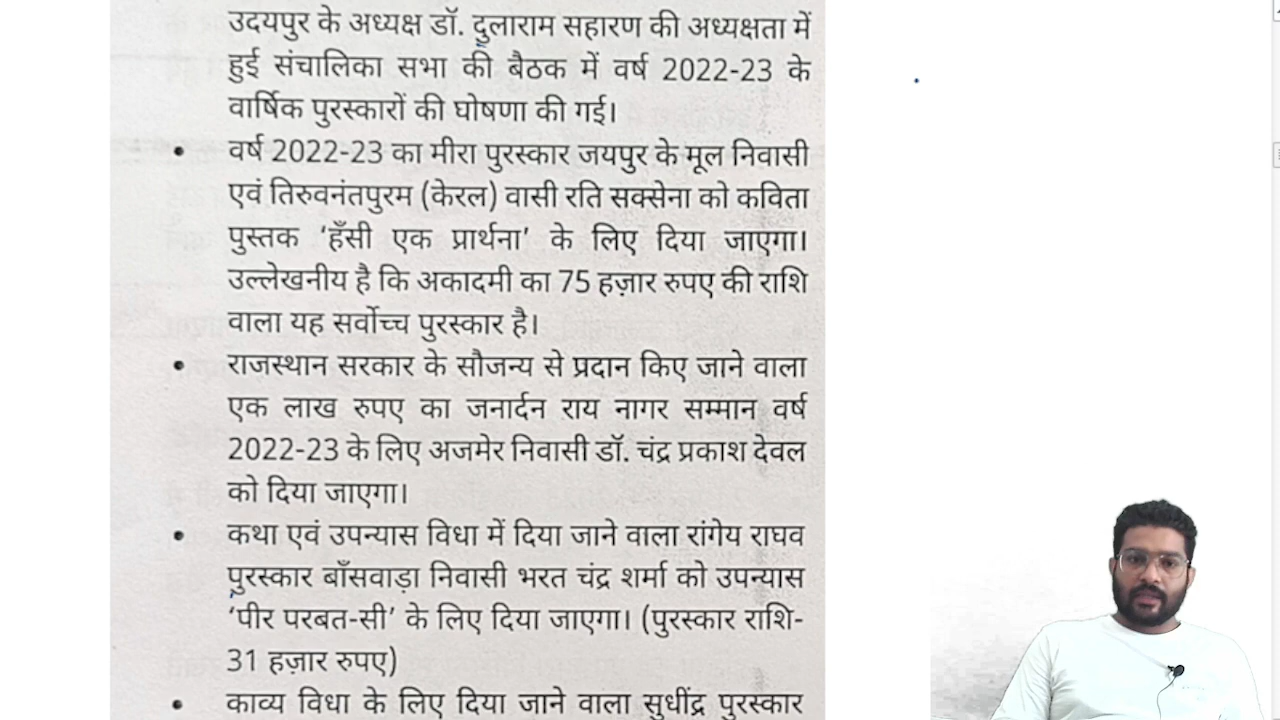 उदयपुर के अध्यक्ष डॉ. दुलाराम सहारण की अध्यक्षता में
हुई संचालिका सभा की बैठक में वर्ष 2022-23 के
वार्षिक पुरस्कारों की घोषणा की गई।
• वर्ष 2022-23 का मीरा पुरस्कार जयपुर के मूल निवासी
एवं तिरुवनंतपुरम (केरल) वासी रति सक्सेना को कविता
पुस्तक ‘हँसी एक प्रार्थना’ के लिए दिया जाएगा।
उल्लेखनीय है कि अकादमी का 75 हज़ार रुपए की राशि
वाला यह सर्वोच्च पुरस्कार है।
• राजस्थान सरकार के सौजन्य से प्रदान किए जाने वाला
एक लाख रुपए का जनार्दन राय नागर सम्मान वर्ष
2022-23 के लिए अजमेर निवासी डॉ. चंद्र प्रकाश देवल
को दिया जाएगा।
• कथा एवं उपन्यास विधा में दिया जाने वाला रांगेय राघव
पुरस्कार बाँसवाड़ा निवासी भरत चंद्र शर्मा को उपन्यास
‘पीर परबत-सी’ के लिए दिया जाएगा। (पुरस्कार राशि-
31 हज़ार रुपए)
• काव्य विधा के लिए दिया जाने वाला सुधींद्र पुरस्कार